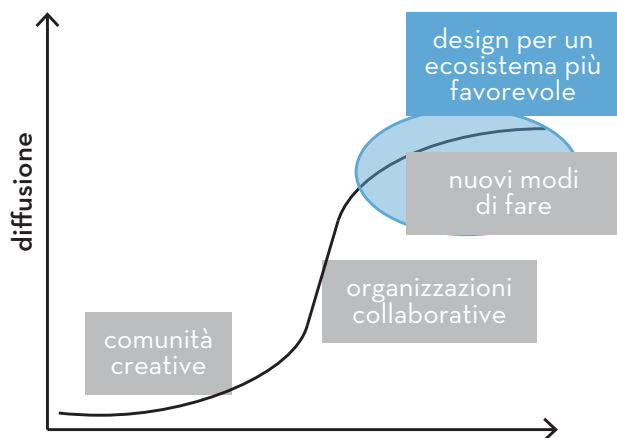 design per un
ecosistema più
favorevole
diffusione
nuovi modi
di fare
organizzazioni
collaborative
comunità
creative